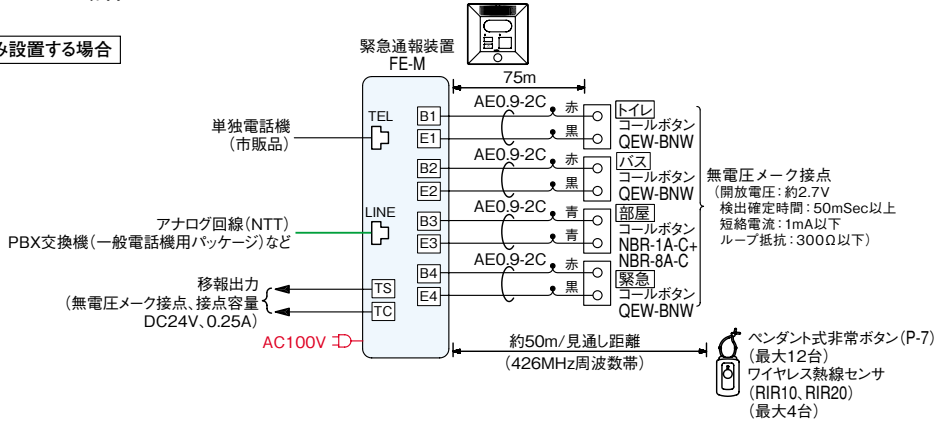 み設置する場合
緊急通報装置
FE-M
75m
TEL
単独電話機
(市販品)
LINE
アナログ回線(NTT)
PBX交換機(一般電話機用パッケージ)など
移報出力
(無電圧メーク接点、接点容量
DC24V、0.25A)
TS
TC
AC100V
B1
E1
AE0.9-2C
赤
黒
トイレ
コールボタン
QEW-BNW
B2
E2
AE0.9-2C
赤
黒
バス
コールボタン
QEW-BNW
B3
E3
AE0.9-2C
青
青
部屋
コールボタン
NBR-1A-C+
NBR-8A-C
B4
E4
AE0.9-2C
赤
黒
緊急
コールボタン
QEW-BNW
無電圧メーク接点
(開放電圧:約2.7V
検出確定時間:50mSec以上
短絡電流:1mA以下
ループ抵抗:300Ω以下)
約50m/見通し距離
(426MHz周波数帯)
ペンダント式非常ボタン(P-7)
(最大12台)
ワイヤレス熱線センサ
(RIR10、RIR20)
(最大4台)